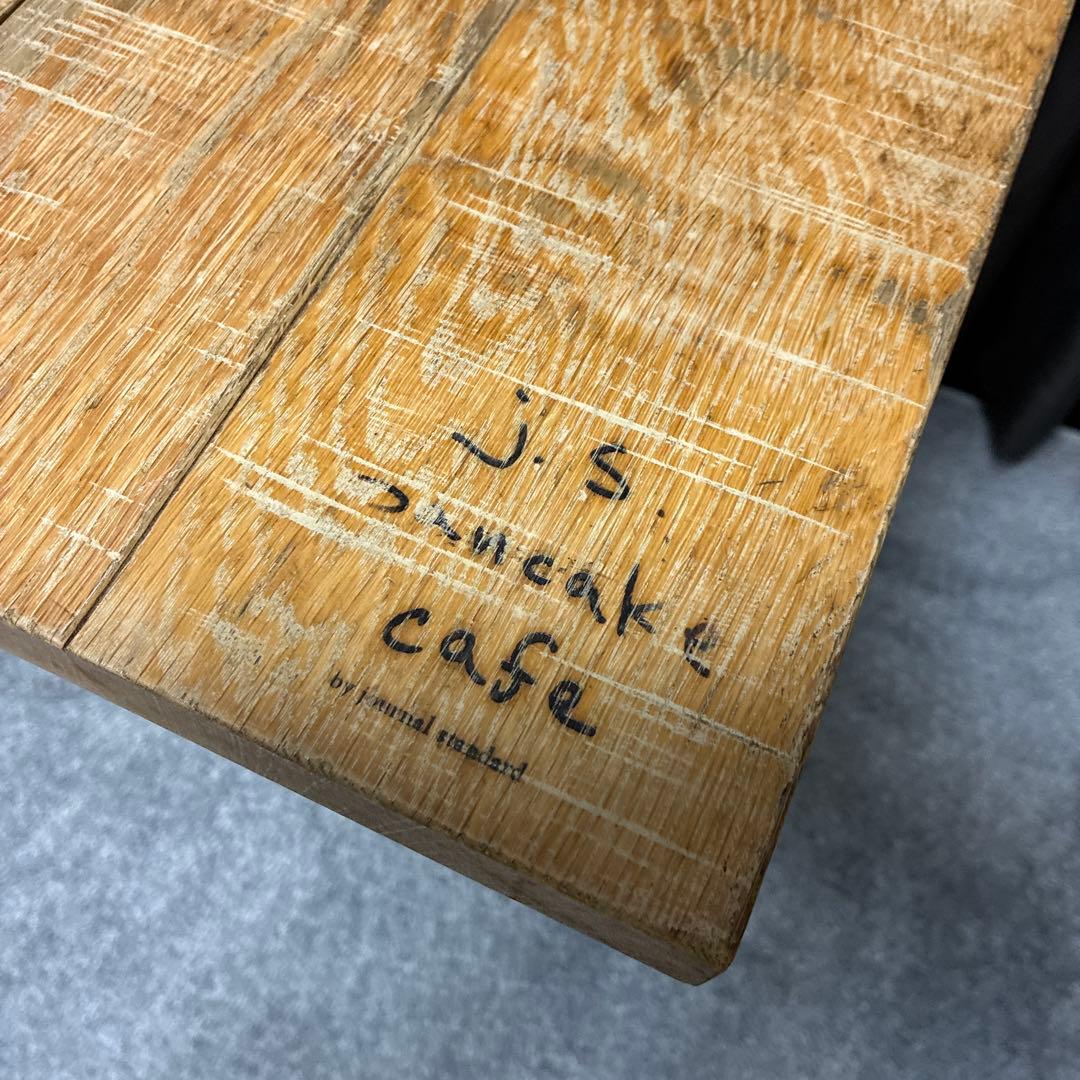 j.s.
pancake
cafe
by journal standard